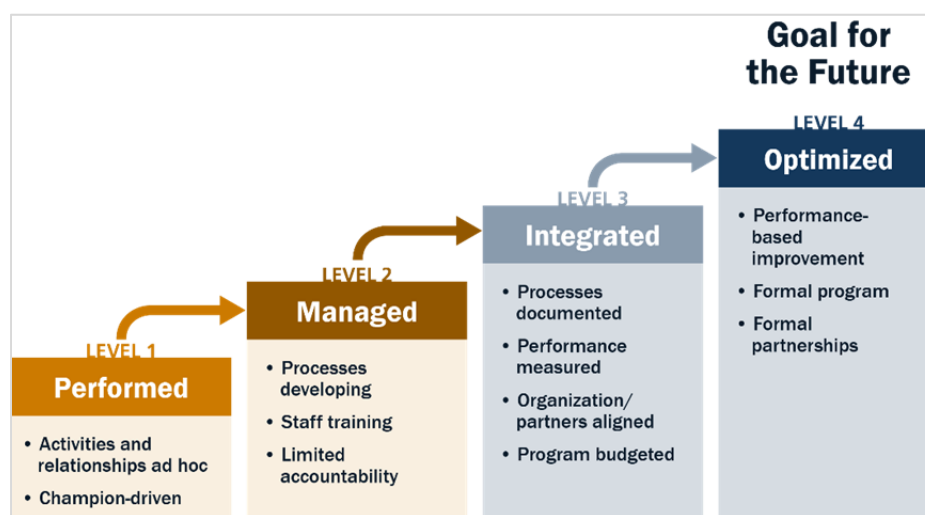 Goal for
the Future
LEVEL 4
Optimized
• Performance-
based
improvement
• Formal program
• Formal
partnerships
LEVEL 3
Integrated
• Processes
documented
• Performance
measured
• Organization/
partners aligned
• Program budgeted
LEVEL 2
Managed
• Processes
developing
• Staff training
• Limited
accountability
LEVEL 1
Performed
• Activities and
relationships ad hoc
• Champion-driven